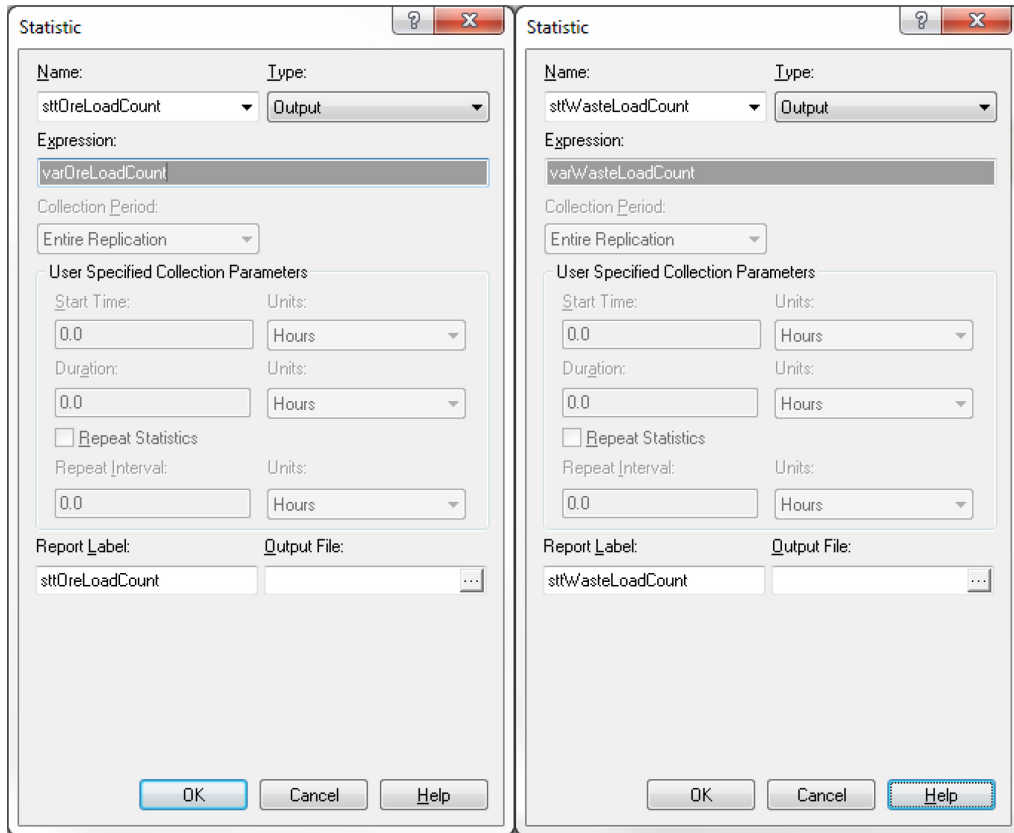 Statistic
Name: Type:
sttOreLoadCount Output
Expression:
varOreLoadCount
Collection Period:
Entire Replication
User Specified Collection Parameters
Start Time: Units:
0.0 Hours
Duration: Units:
0.0 Hours
Repeat Statistics
Repeat Interval: Units:
0.0 Hours
Report Label: Output File:
sttOreLoadCount ...
OK Cancel Help
Statistic
Name: Type:
sttWasteLoadCount Output
Expression:
varWasteLoadCount
Collection Period:
Entire Replication
User Specified Collection Parameters
Start Time: Units:
0.0 Hours
Duration: Units:
0.0 Hours
Repeat Statistics
Repeat Interval: Units:
0.0 Hours
Report Label: Output File:
sttWasteLoadCount ...
OK Cancel Help